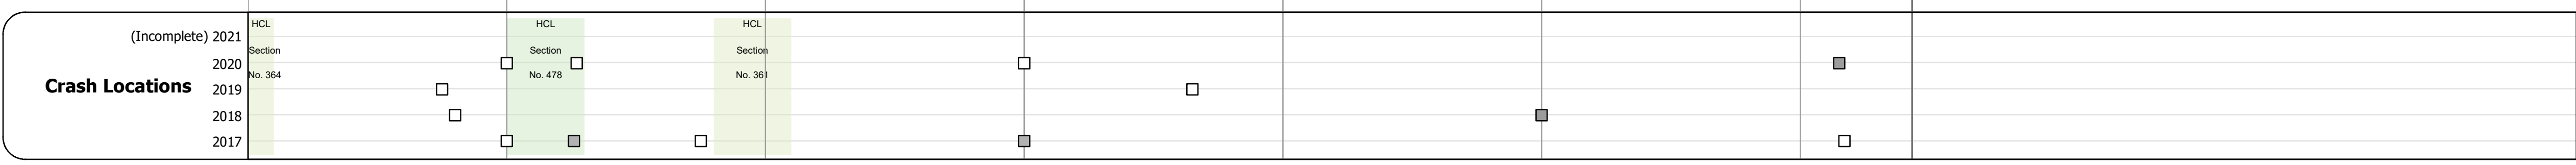 Crash Locations
(Incomplete) 2021
2020
2019
2018
2017
HCL
Section
No. 364
HCL
Section
No. 478
HCL
Section
No. 361